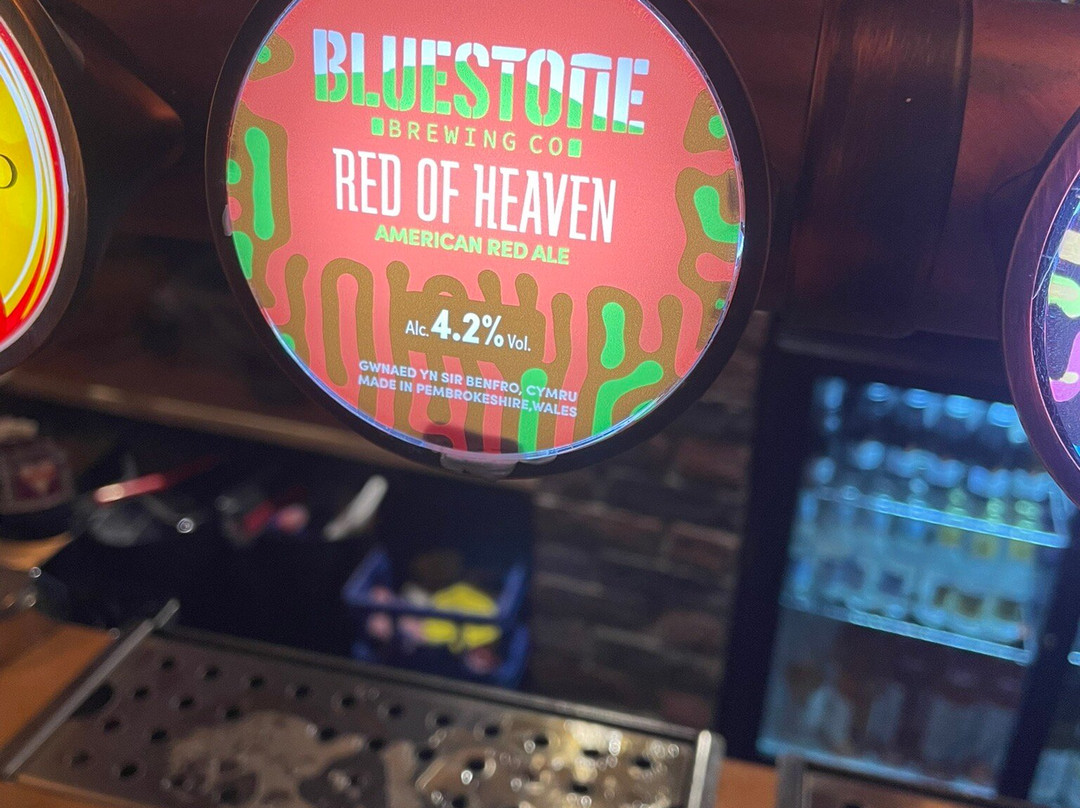 BLUESTONE
BREWING CO
RED OF HEAVEN
AMERICAN RED ALE
Alc. 4.2% Vol.
GWNAED YN SIR BENFRO, CYMRU
MADE IN PEMBROKESHIRE, WALES